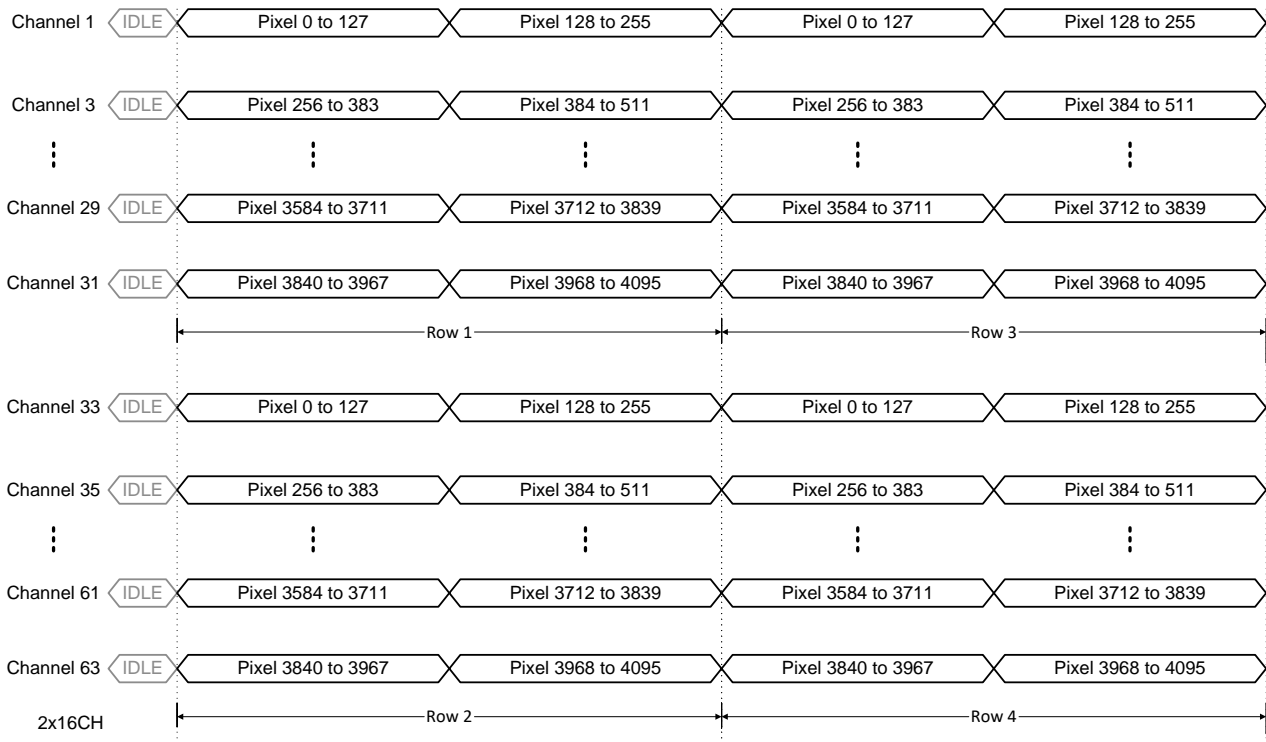 Channel 1 IDLE Pixel 0 to 127 Pixel 128 to 255 Pixel 0 to 127 Pixel 128 to 255
Channel 3 IDLE Pixel 256 to 383 Pixel 384 to 511 Pixel 256 to 383 Pixel 384 to 511
Channel 29 IDLE Pixel 3584 to 3711 Pixel 3712 to 3839 Pixel 3584 to 3711 Pixel 3712 to 3839
Channel 31 IDLE Pixel 3840 to 3967 Pixel 3968 to 4095 Pixel 3840 to 3967 Pixel 3968 to 4095
Row 1 Row 3
Channel 33 IDLE Pixel 0 to 127 Pixel 128 to 255 Pixel 0 to 127 Pixel 128 to 255
Channel 35 IDLE Pixel 256 to 383 Pixel 384 to 511 Pixel 256 to 383 Pixel 384 to 511
Channel 61 IDLE Pixel 3584 to 3711 Pixel 3712 to 3839 Pixel 3584 to 3711 Pixel 3712 to 3839
Channel 63 IDLE Pixel 3840 to 3967 Pixel 3968 to 4095 Pixel 3840 to 3967 Pixel 3968 to 4095
2x16CH Row 2 Row 4